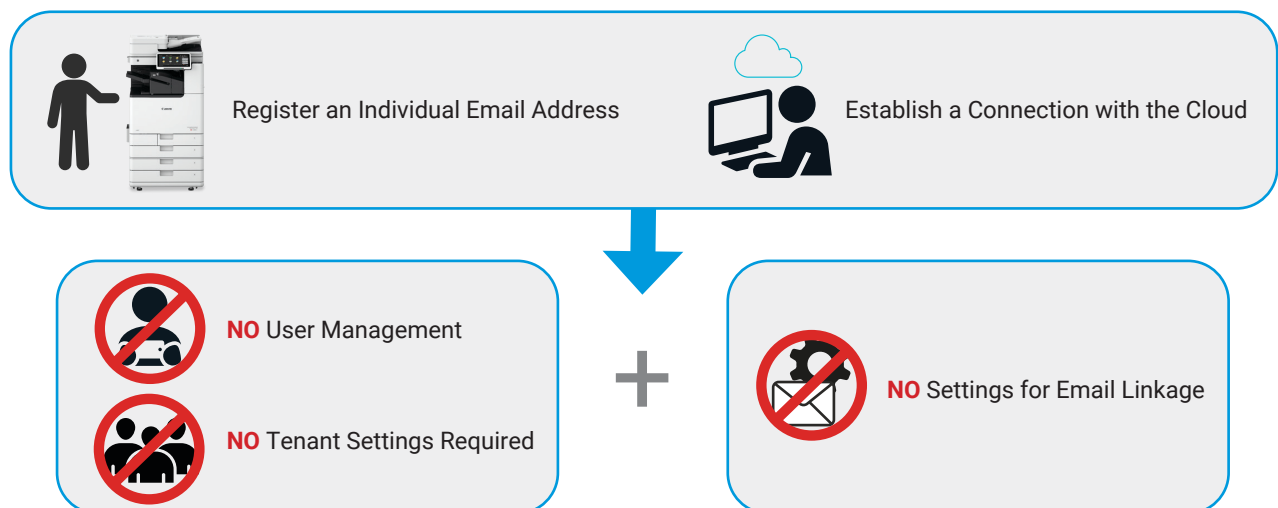 Register an Individual Email Address
Establish a Connection with the Cloud
NO User Management
NO Tenant Settings Required
NO Settings for Email Linkage